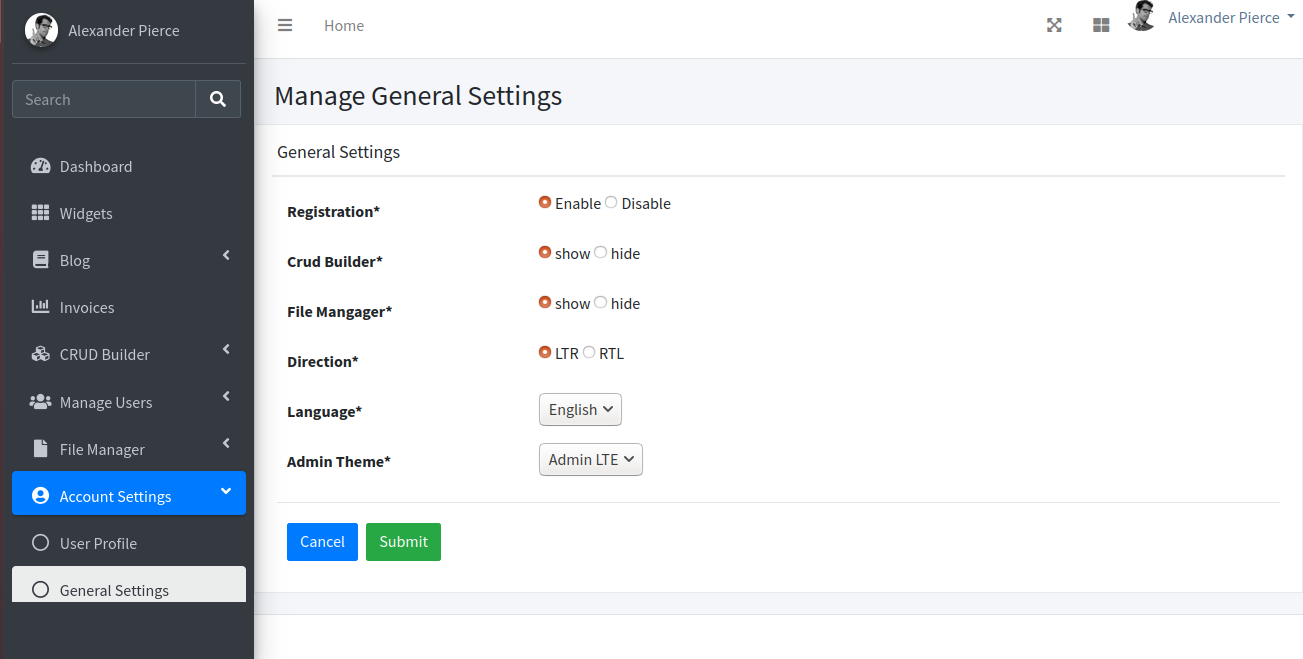 Alexander Pierce
Search
Dashboard
Widgets
Blog
Invoices
CRUD Builder
Manage Users
File Manager
Account Settings
User Profile
General Settings
Home
Alexander Pierce
Manage General Settings
General Settings
Registration* Enable Disable
Crud Builder* show hide
File Mangager* show hide
Direction* LTR RTL
Language* English
Admin Theme* Admin LTE
Cancel Submit